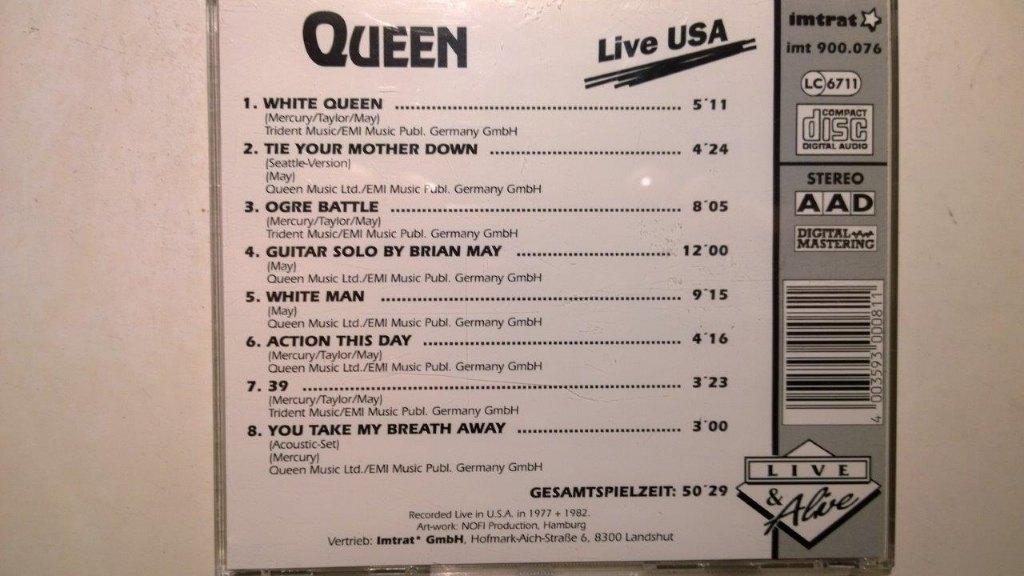 QUEEN
Live USA
1. WHITE QUEEN ........ 5´11
(Mercury/Taylor/May)
Trident Music/EMI Music Publ. Germany GmbH
2. TIE YOUR MOTHER DOWN ........ 4´24
(Seattle-Version)
(May)
Queen Music Ltd./EMI Music Publ. Germany GmbH
3. OGRE BATTLE ........ 8´05
(Mercury/Taylor/May)
Trident Music/EMI Music Publ. Germany GmbH
4. GUITAR SOLO BY BRIAN MAY ........ 12´00
(May)
Queen Music Ltd./EMI Music Publ. Germany GmbH
5. WHITE MAN ........ 9´15
(May)
Queen Music Ltd./EMI Music Publ. Germany GmbH
6. ACTION THIS DAY ........ 4´16
(Mercury/Taylor/May)
Queen Music Ltd./EMI Music Publ. Germany GmbH
7. 39 ........ 3´23
(Mercury/Taylor/May)
Trident Music/EMI Music Publ. Germany GmbH
8. YOU TAKE MY BREATH AWAY ........ 3´00
(Acoustic-Set)
(Mercury)
Queen Music Ltd./EMI Music Publ. Germany GmbH
GESAMTSPIELZEIT: 50´29
Recorded Live in U.S.A. in 1977 + 1982.
Art-work: NOFI Production, Hamburg
Vertrieb: Imtrat* GmbH, Hofmark-Aich-Straße 6, 8300 Landshut
imtrat
imt 900.076
LC 6711
COMPACT
disc
DIGITAL AUDIO
STEREO
AAD
DIGITAL
MASTERING
4 003593 000811
LIVE
& Alive